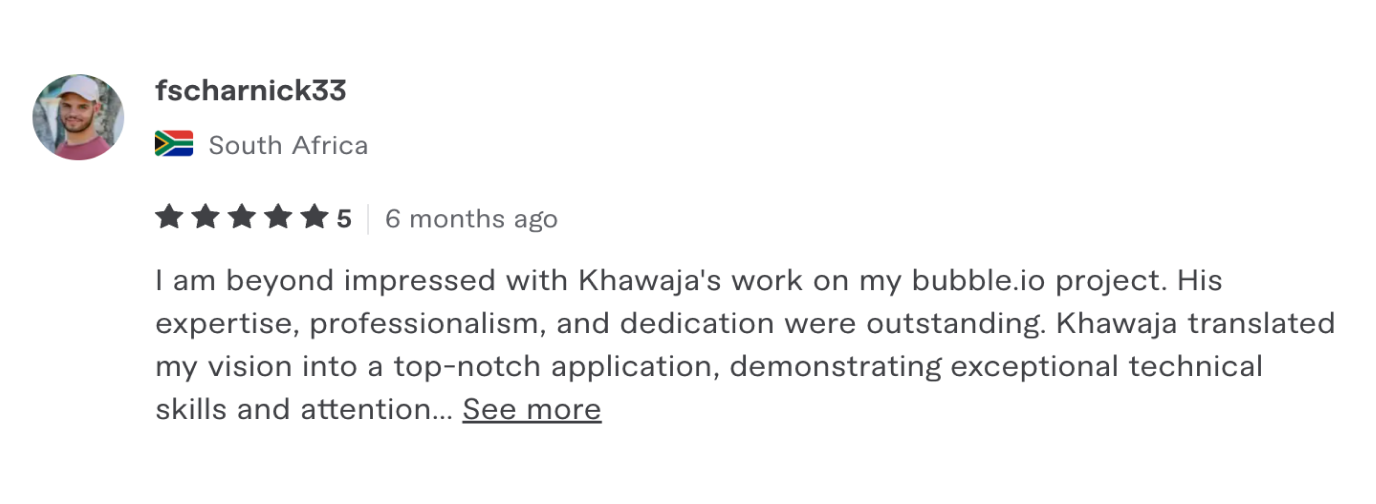 fscharnick33
South Africa
5 6 months ago
I am beyond impressed with Khawaja's work on my bubble.io project. His
expertise, professionalism, and dedication were outstanding. Khawaja translated
my vision into a top-notch application, demonstrating exceptional technical
skills and attention... See more